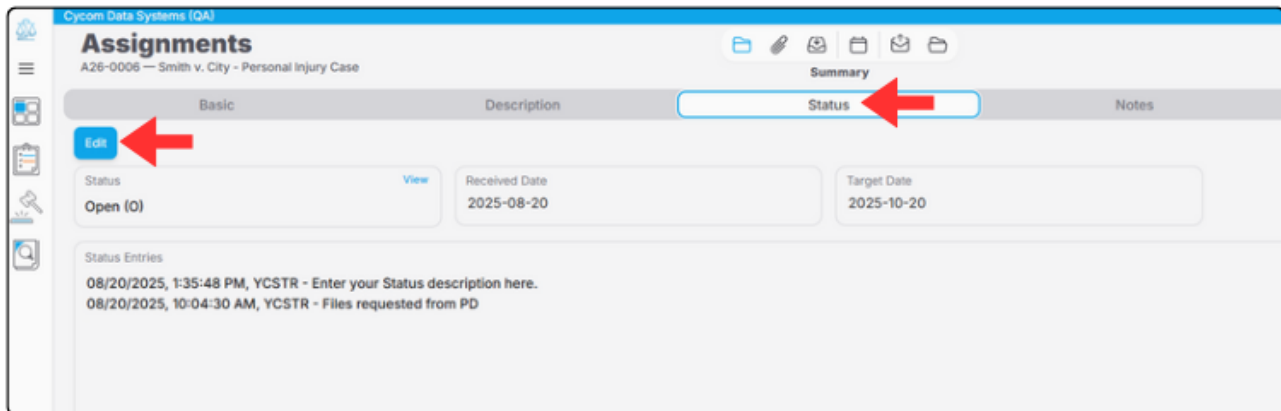 Cycom Data Systems (QA)
Assignments
A26-0006 — Smith v. City - Personal Injury Case
Summary
Basic Description Status Notes
Edit
Status View Received Date Target Date
Open (O) 2025-08-20 2025-10-20
Status Entries
08/20/2025, 1:35:48 PM, YCSTR - Enter your Status description here.
08/20/2025, 10:04:30 AM, YCSTR - Files requested from PD